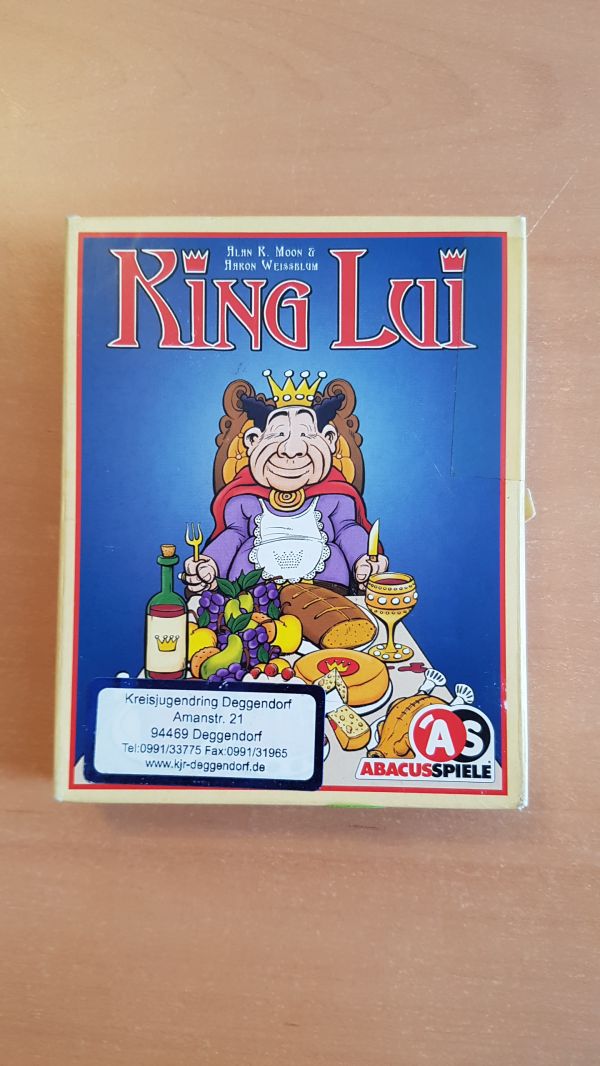 Alan R. Moon &
Aaron Weissblum
King Lui
Kreisjugendring Deggendorf
Amanstr. 21
94469 Deggendorf
Tel:0991/33775 Fax:0991/31965
www.kjr-deggendorf.de
AS
ABACUSSPIELE